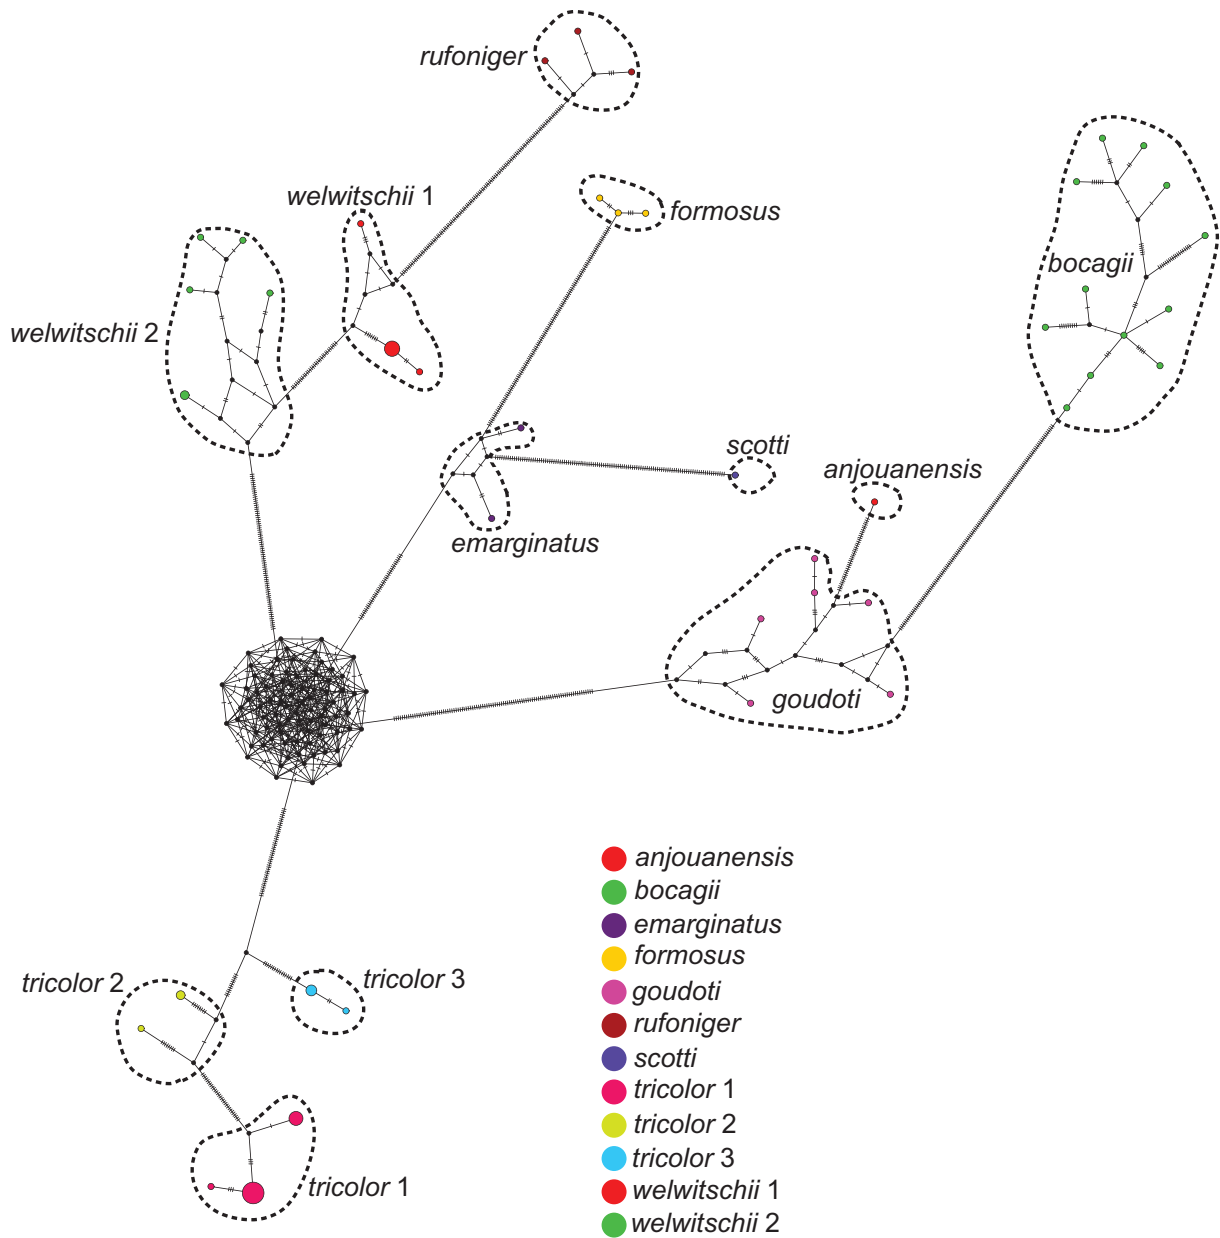 rufoniger
welwitschii 1
formosus
bocagii
welwitschii 2
scotti
anjouanensis
emarginatus
goudoti
tricolor 2
tricolor 3
tricolor 1
anjouanensis
bocagii
emarginatus
formosus
goudoti
rufoniger
scotti
tricolor 1
tricolor 2
tricolor 3
welwitschii 1
welwitschii 2